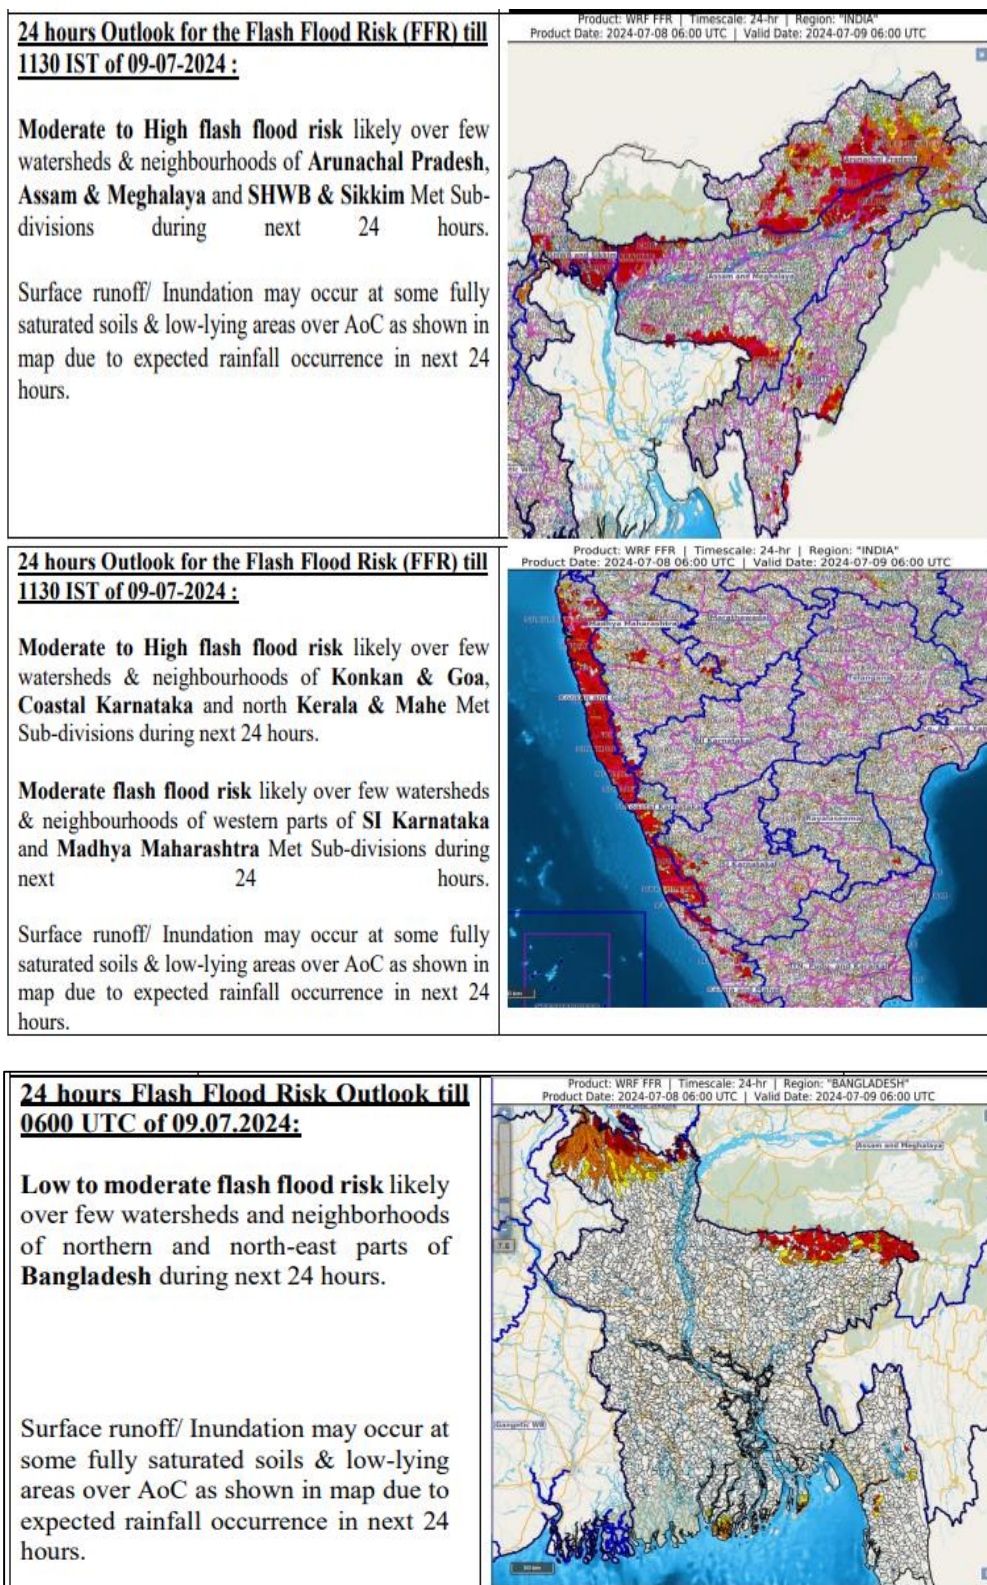 24 hours Outlook for the Flash Flood Risk (FFR) till
1130 IST of 09-07-2024 :
Moderate to High flash flood risk likely over few
watersheds & neighbourhoods of Arunachal Pradesh,
Assam & Meghalaya and SHWB & Sikkim Met Sub-
divisions during next 24 hours.
Surface runoff/ Inundation may occur at some fully
saturated soils & low-lying areas over AoC as shown in
map due to expected rainfall occurrence in next 24
hours.
Product: WRF FFR | Timescale: 24-hr | Region: "INDIA"
Product Date: 2024-07-08 06:00 UTC | Valid Date: 2024-07-09 06:00 UTC
Arunachal Pradesh
SHWB and Sikkim
Assam and Meghalaya
24 hours Outlook for the Flash Flood Risk (FFR) till
1130 IST of 09-07-2024 :
Moderate to High flash flood risk likely over few
watersheds & neighbourhoods of Konkan & Goa,
Coastal Karnataka and north Kerala & Mahe Met
Sub-divisions during next 24 hours.
Moderate flash flood risk likely over few watersheds
& neighbourhoods of western parts of SI Karnataka
and Madhya Maharashtra Met Sub-divisions during
next 24 hours.
Surface runoff/ Inundation may occur at some fully
saturated soils & low-lying areas over AoC as shown in
map due to expected rainfall occurrence in next 24
hours.
Product: WRF FFR | Timescale: 24-hr | Region: "INDIA"
Product Date: 2024-07-08 06:00 UTC | Valid Date: 2024-07-09 06:00 UTC
Madhya Maharashtra
Marathawada
Telangana
Konkan and
Coastal Karnataka
Rayalaseema
SI Karnataka
Kerala and Mahe
24 hours Flash Flood Risk Outlook till
0600 UTC of 09.07.2024:
Low to moderate flash flood risk likely
over few watersheds and neighborhoods
of northern and north-east parts of
Bangladesh during next 24 hours.
Surface runoff/ Inundation may occur at
some fully saturated soils & low-lying
areas over AoC as shown in map due to
expected rainfall occurrence in next 24
hours.
Product: WRF FFR | Timescale: 24-hr | Region: "BANGLADESH"
Product Date: 2024-07-08 06:00 UTC | Valid Date: 2024-07-09 06:00 UTC
Assam and Meghalaya
7.6
Gangetic WB
50 km